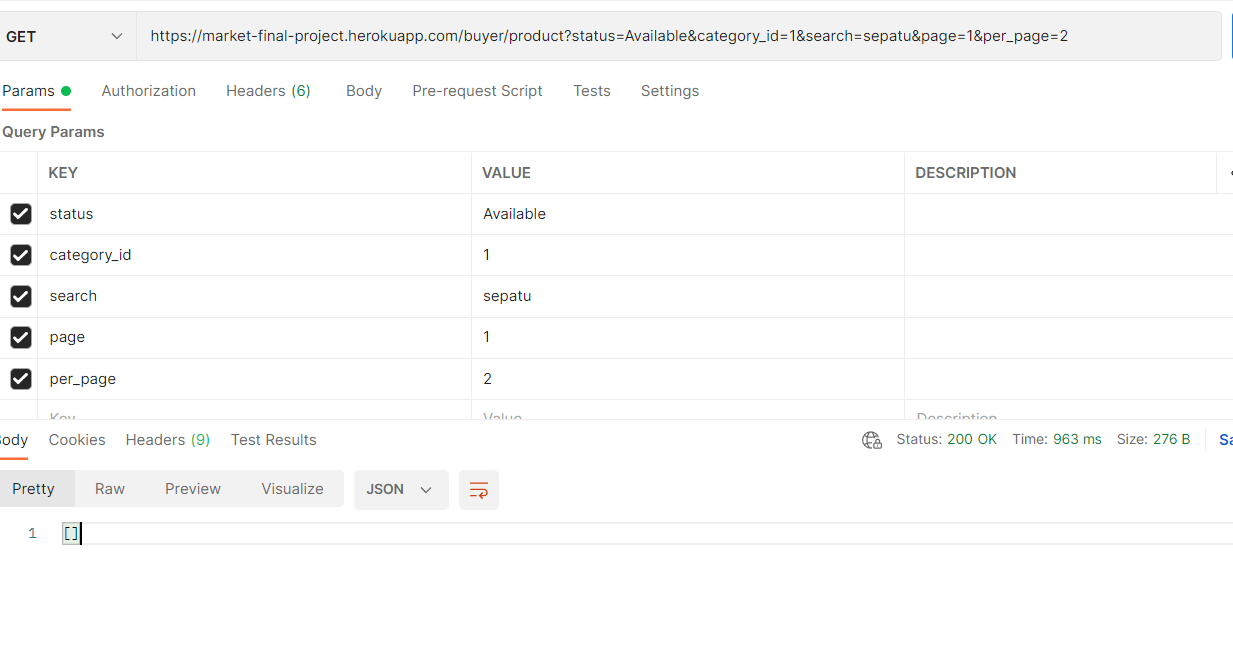 GET https://market-final-project.herokuapp.com/buyer/product?status=Available&category_id=1&search=sepatu&page=1&per_page=2
Params Authorization Headers (6) Body Pre-request Script Tests Settings
Query Params
KEY VALUE DESCRIPTION
status Available
category_id 1
search sepatu
page 1
per_page 2
Key Value Description
ody Cookies Headers (9) Test Results Status: 200 OK Time: 963 ms Size: 276 B Sa
Pretty Raw Preview Visualize JSON
1 []